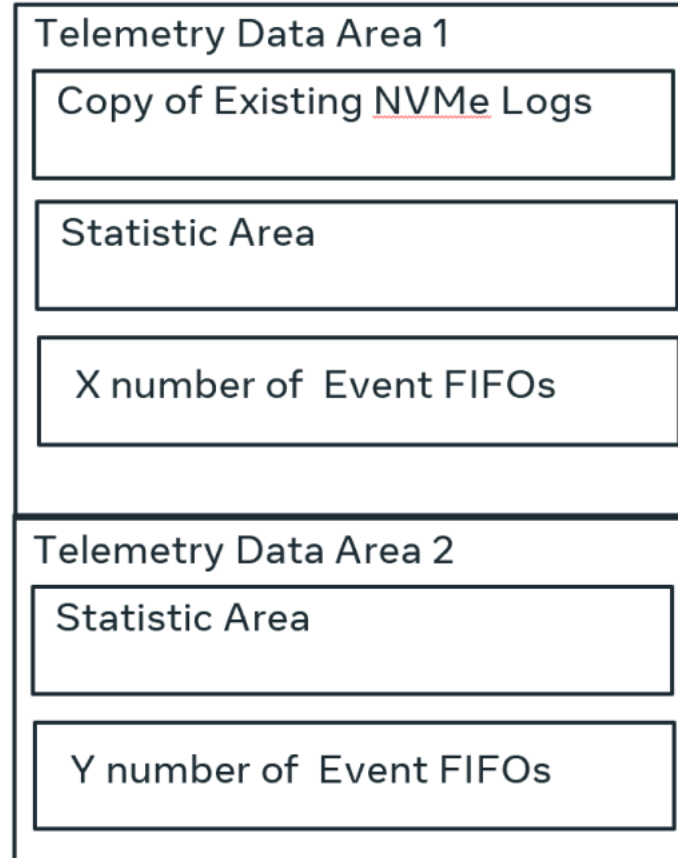 Telemetry Data Area 1
Copy of Existing NVMe Logs
Statistic Area
X number of  Event FIFOs
Telemetry Data Area 2
Statistic Area
Y number of  Event FIFOs